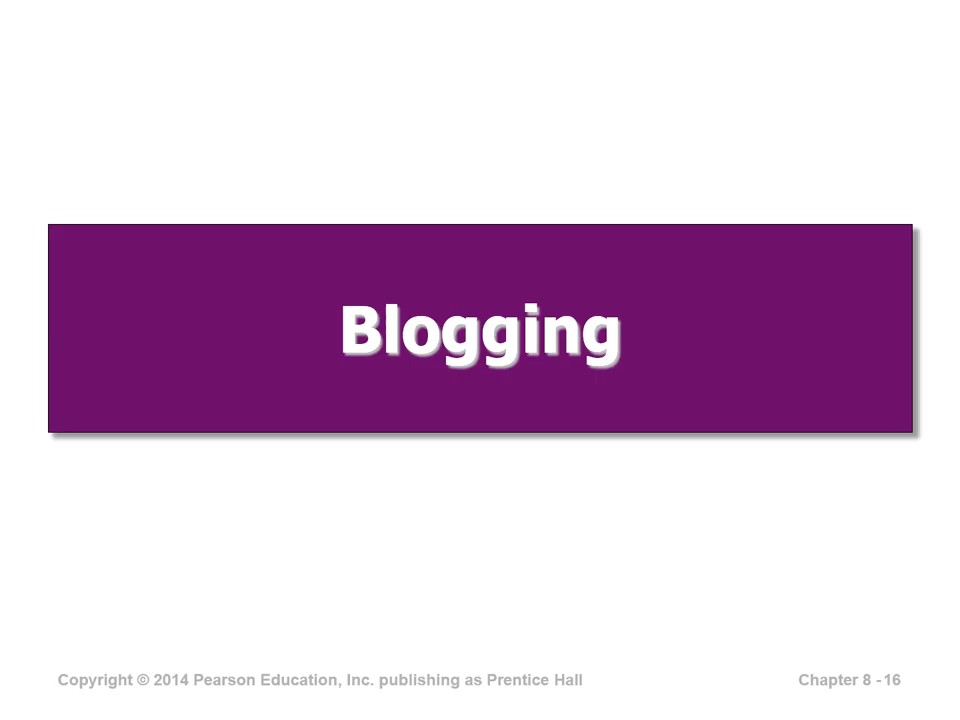 Blogging
Copyright © 2014 Pearson Education, Inc. publishing as Prentice Hall
Chapter 8 - 16